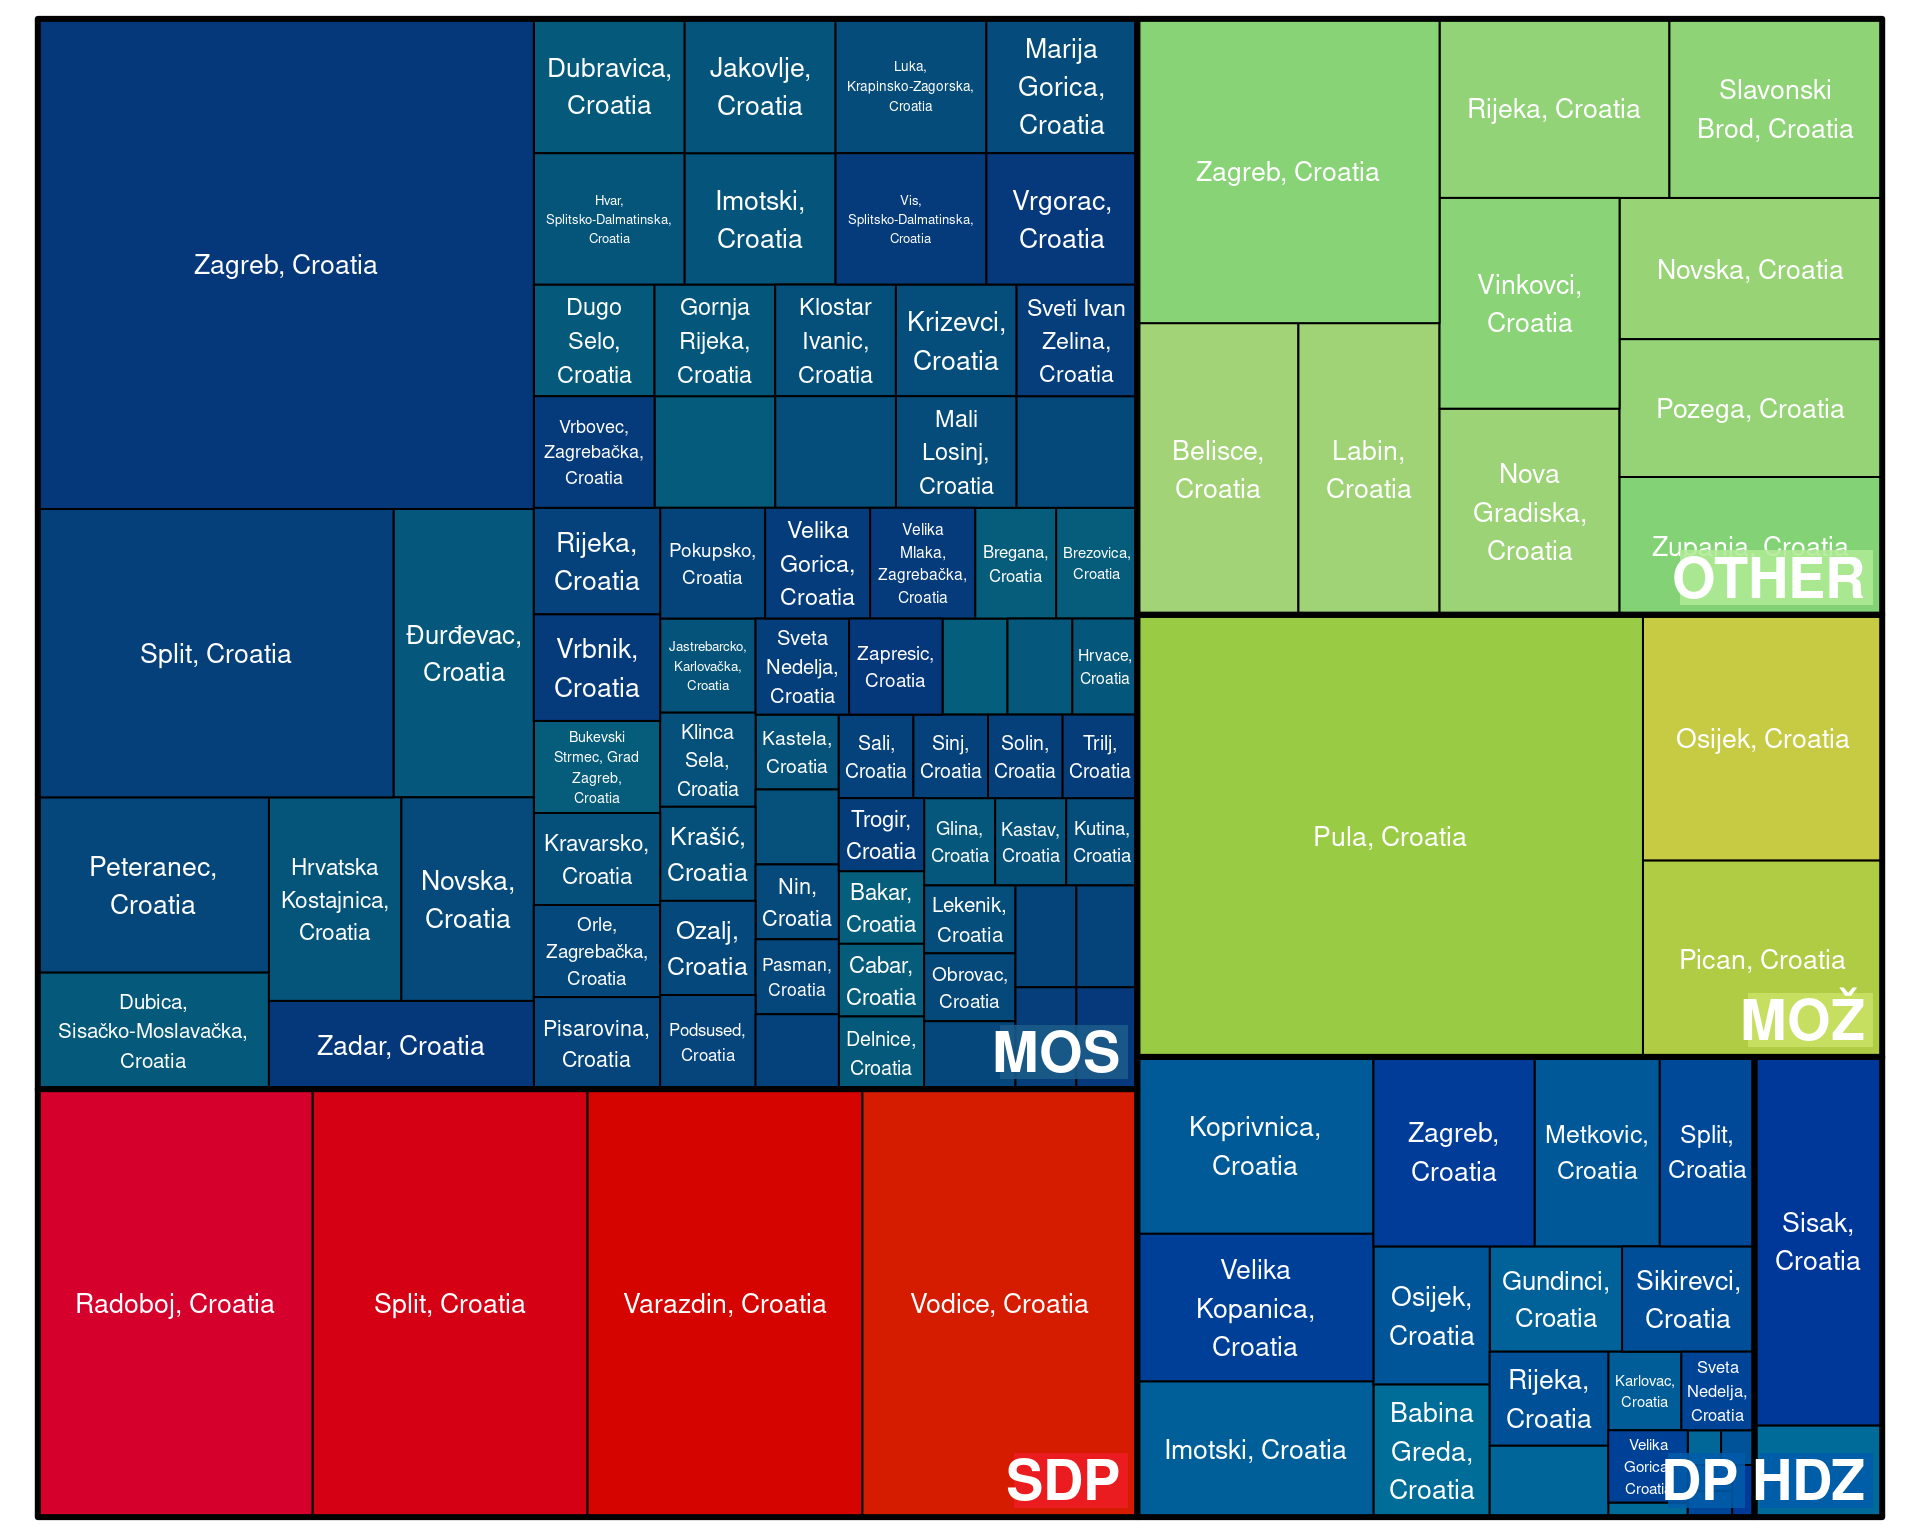 Zagreb, Croatia
Dubravica,
Croatia
Jakovlje,
Croatia
Luka,
Krapinsko-Zagorska,
Croatia
Marija
Gorica,
Croatia
Hvar,
Splitsko-Dalmatinska,
Croatia
Imotski,
Croatia
Vis,
Splitsko-Dalmatinska,
Croatia
Vrgorac,
Croatia
Dugo
Selo,
Croatia
Gornja
Rijeka,
Croatia
Klostar
Ivanic,
Croatia
Krizevci,
Croatia
Sveti Ivan
Zelina,
Croatia
Vrbovec,
Zagrebačka,
Croatia
Mali
Losinj,
Croatia
Split, Croatia
Đurđevac,
Croatia
Rijeka,
Croatia
Pokupsko,
Croatia
Velika
Gorica,
Croatia
Velika
Mlaka,
Zagrebačka,
Croatia
Bregana,
Croatia
Brezovica,
Croatia
Vrbnik,
Croatia
Jastrebarcko,
Karlovačka,
Croatia
Sveta
Nedelja,
Croatia
Zapresic,
Croatia
Hrvace,
Croatia
Bukevski
Strmec, Grad
Zagreb,
Croatia
Klinca
Sela,
Croatia
Kastela,
Croatia
Sali,
Croatia
Sinj,
Croatia
Solin,
Croatia
Trilj,
Croatia
Peteranec,
Croatia
Hrvatska
Kostajnica,
Croatia
Novska,
Croatia
Kravarsko,
Croatia
Krašić,
Croatia
Trogir,
Croatia
Glina,
Croatia
Kastav,
Croatia
Kutina,
Croatia
Nin,
Croatia
Bakar,
Croatia
Lekenik,
Croatia
Orle,
Zagrebačka,
Croatia
Ozalj,
Croatia
Pasman,
Croatia
Cabar,
Croatia
Obrovac,
Croatia
Dubica,
Sisačko-Moslavačka,
Croatia
Zadar, Croatia
Pisarovina,
Croatia
Podsused,
Croatia
Delnice,
Croatia
MOS
Radoboj, Croatia
Split, Croatia
Varazdin, Croatia
Vodice, Croatia
SDP
Zagreb, Croatia
Rijeka, Croatia
Slavonski
Brod, Croatia
Vinkovci,
Croatia
Novska, Croatia
Pozega, Croatia
Belisce,
Croatia
Labin,
Croatia
Nova
Gradiska,
Croatia
Zupanja, Croatia
OTHER
Pula, Croatia
Osijek, Croatia
Pican, Croatia
MOŽ
Koprivnica,
Croatia
Zagreb,
Croatia
Metkovic,
Croatia
Split,
Croatia
Velika
Kopanica,
Croatia
Osijek,
Croatia
Gundinci,
Croatia
Sikirevci,
Croatia
Imotski, Croatia
Babina
Greda,
Croatia
Rijeka,
Croatia
Karlovac,
Croatia
Sveta
Nedelja,
Croatia
Velika
Gorica,
Croatia
DP
Sisak,
Croatia
HDZ